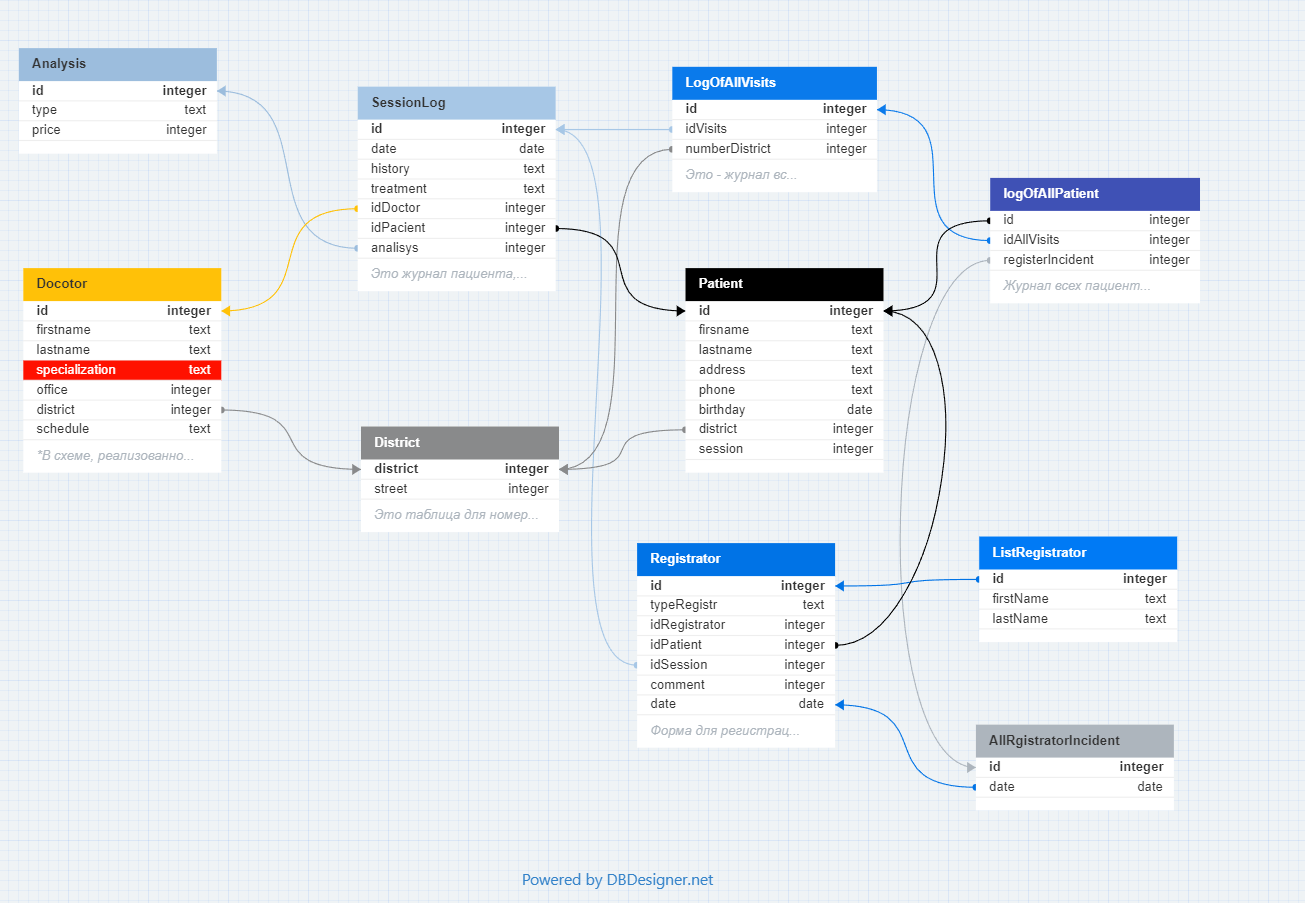 Analysis
id integer
type text
price integer
SessionLog
id integer
date date
history text
treatment text
idDoctor integer
idPacient integer
analisys integer
Это журнал пациента,...
LogOfAllVisits
id integer
idVisits integer
numberDistrict integer
Это - журнал вс...
logOfAllPatient
id integer
idAllVisits integer
registerIncident integer
Журнал всех пациент...
Docotor
id integer
firstname text
lastname text
specialization text
office integer
district integer
schedule text
*В схеме, реализованно...
Patient
id integer
firsname text
lastname text
address text
phone text
birthday date
district integer
session integer
District
district integer
street integer
Это таблица для номер...
Registrator
id integer
typeRegistr text
idRegistrator integer
idPatient integer
idSession integer
comment integer
date date
Форма для регистрац...
ListRegistrator
id integer
firstName text
lastName text
AllRgistratorIncident
id integer
date date
Powered by DBDesigner.net